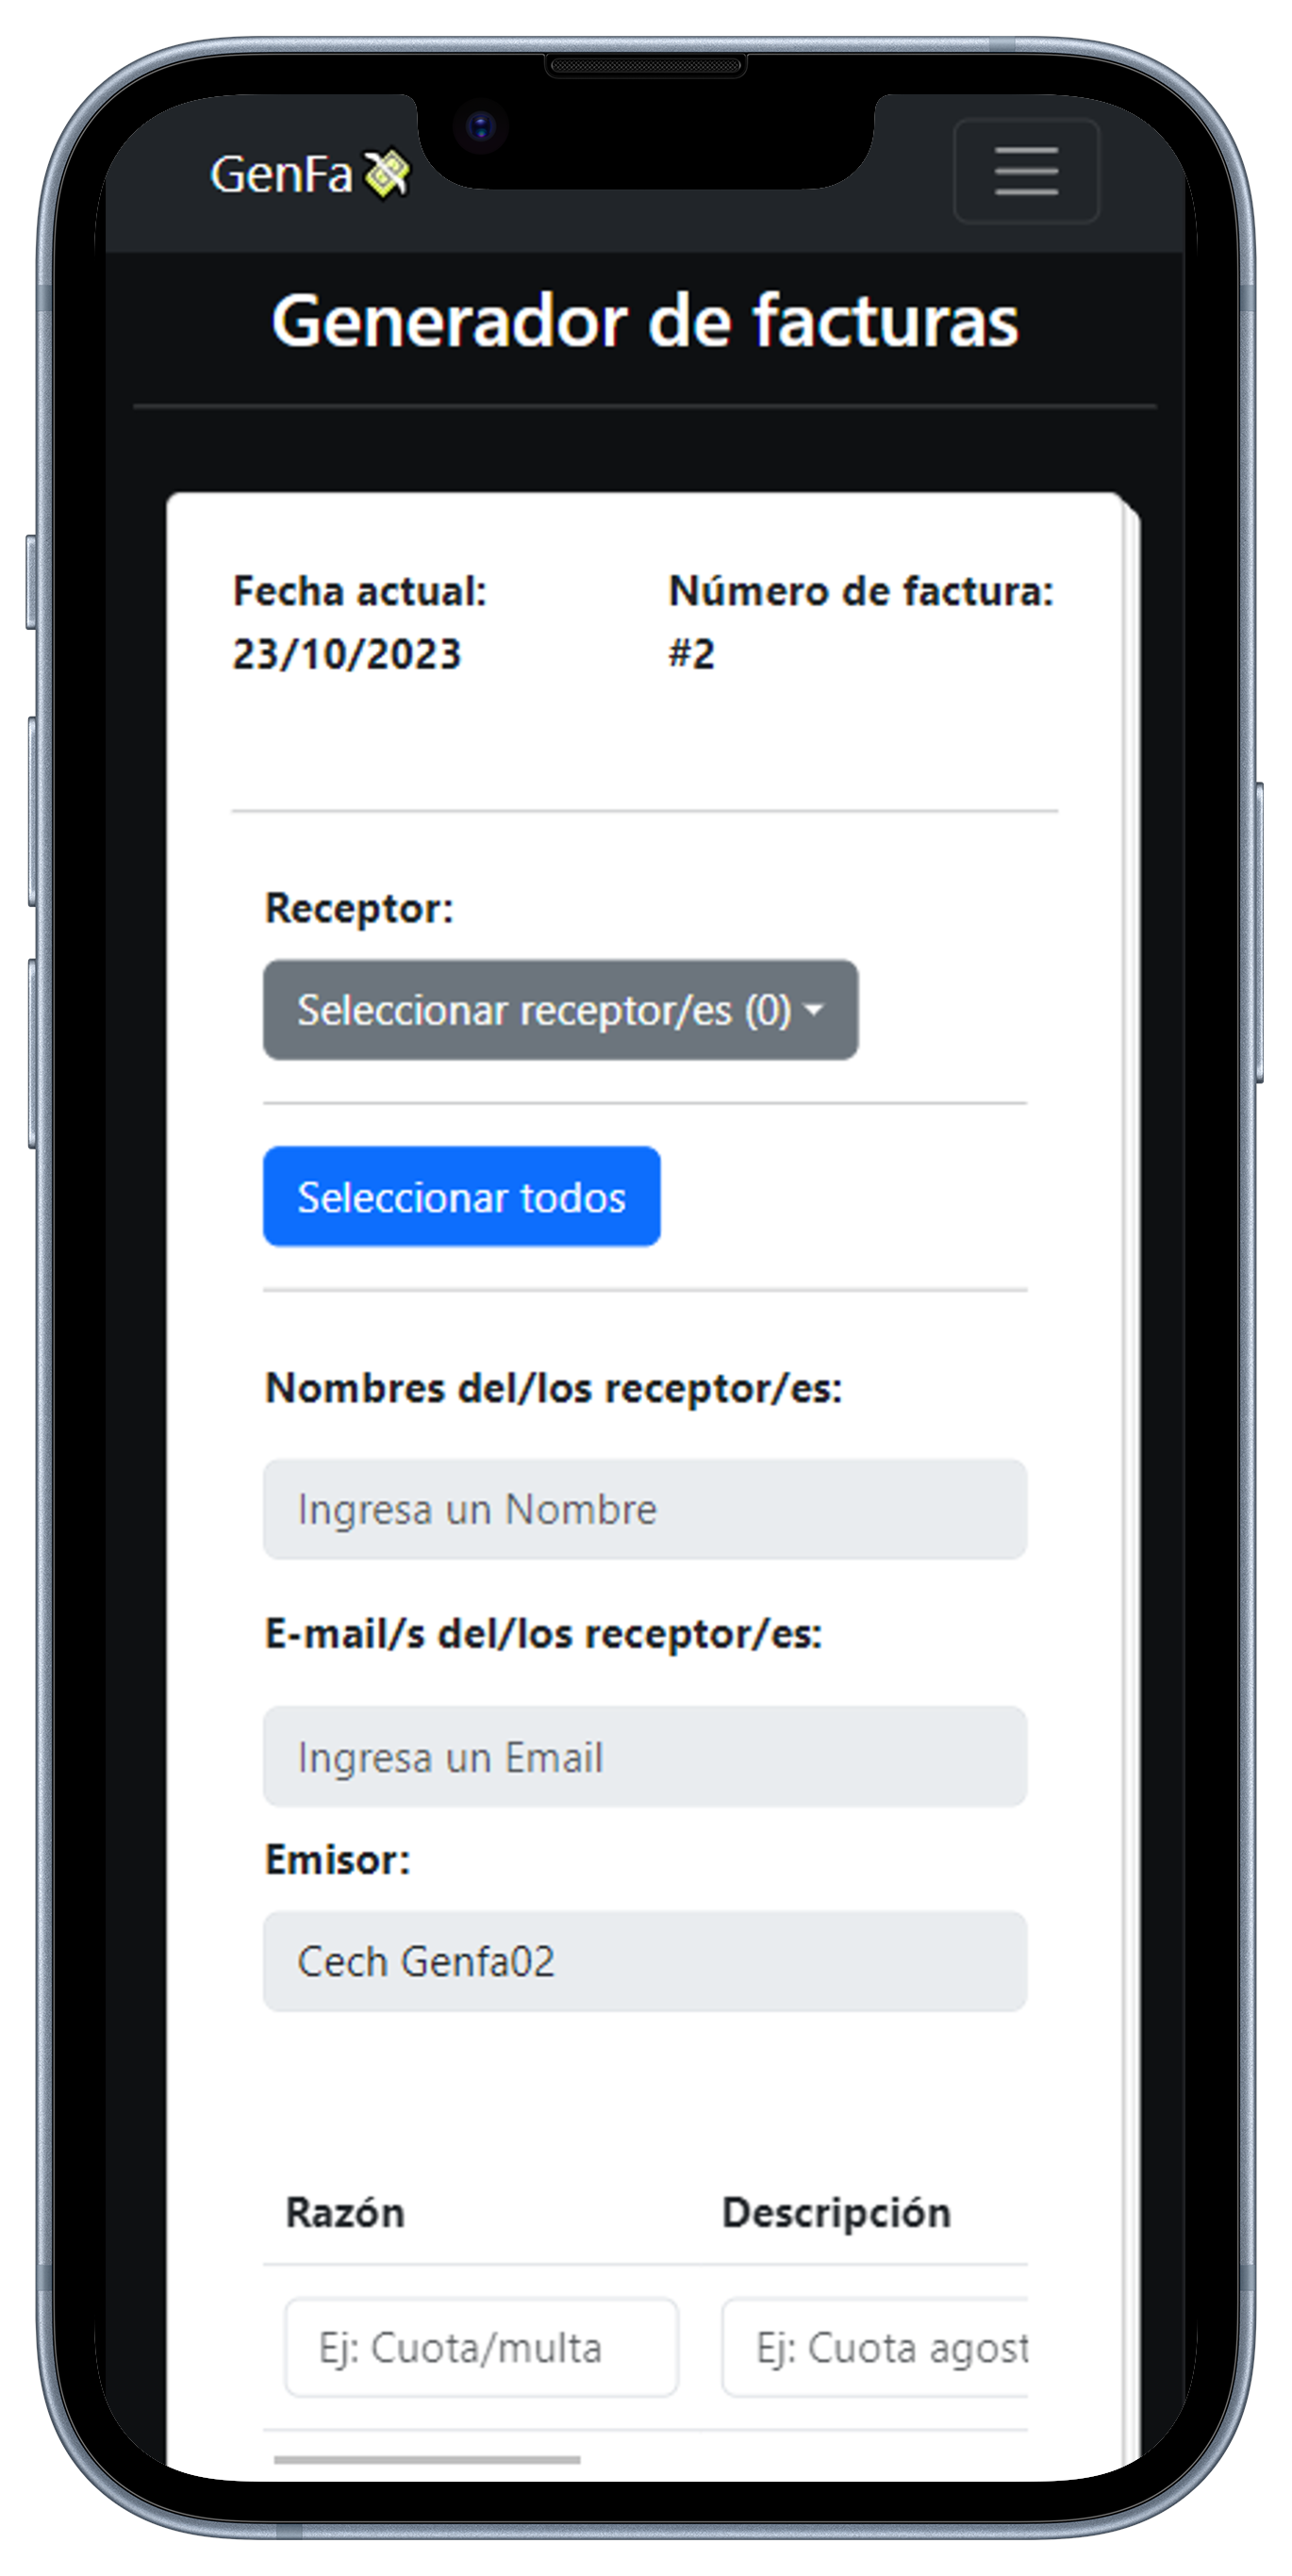 GenFa
Generador de facturas
Fecha actual:
23/10/2023
Número de factura:
#2
Receptor:
Seleccionar receptor/es (0)
Seleccionar todos
Nombres del/los receptor/es:
Ingresa un Nombre
E-mail/s del/los receptor/es:
Ingresa un Email
Emisor:
Cech Genfa02
Razón Descripción
Ej: Cuota/multa Ej: Cuota agost